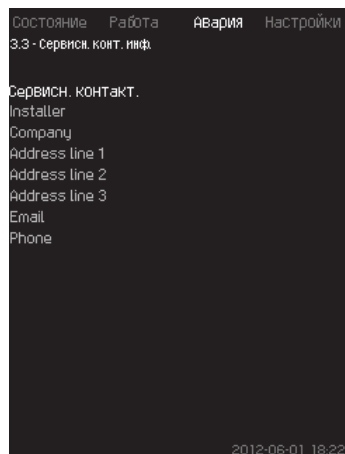 Состояние Работа Авария Настройки
3.3 - Сервисн. конт. инф.
Сервисн. контакт.
Installer
Company
Address line 1
Address line 2
Address line 3
Email
Phone
2012-06-01 18:22